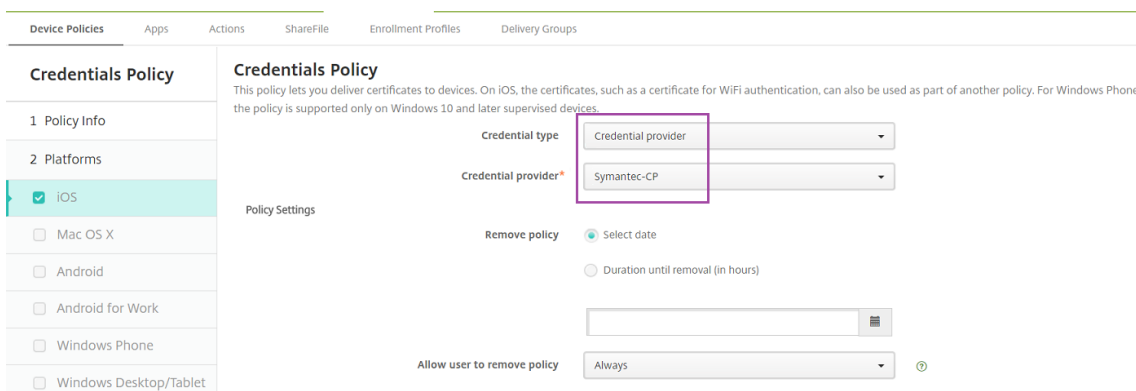 Device Policies Apps Actions ShareFile Enrollment Profiles Delivery Groups
Credentials Policy
1 Policy Info
2 Platforms
iOS
Mac OS X
Android
Android for Work
Windows Phone
Windows Desktop/Tablet
Credentials Policy
This policy lets you deliver certificates to devices. On iOS, the certificates, such as a certificate for WiFi authentication, can also be used as part of another policy. For Windows Phone
the policy is supported only on Windows 10 and later supervised devices.
Credential type Credential provider
Credential provider* Symantec-CP
Policy Settings
Remove policy Select date
Duration until removal (in hours)
Allow user to remove policy Always ?